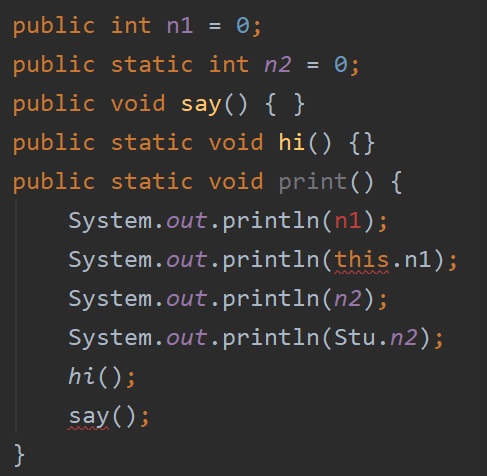 public int n1 = 0;
public static int n2 = 0;
public void say() { }
public static void hi() {}
public static void print() {
    System.out.println(n1);
    System.out.println(this.n1);
    System.out.println(n2);
    System.out.println(Stu.n2);
    hi();
    say();
}